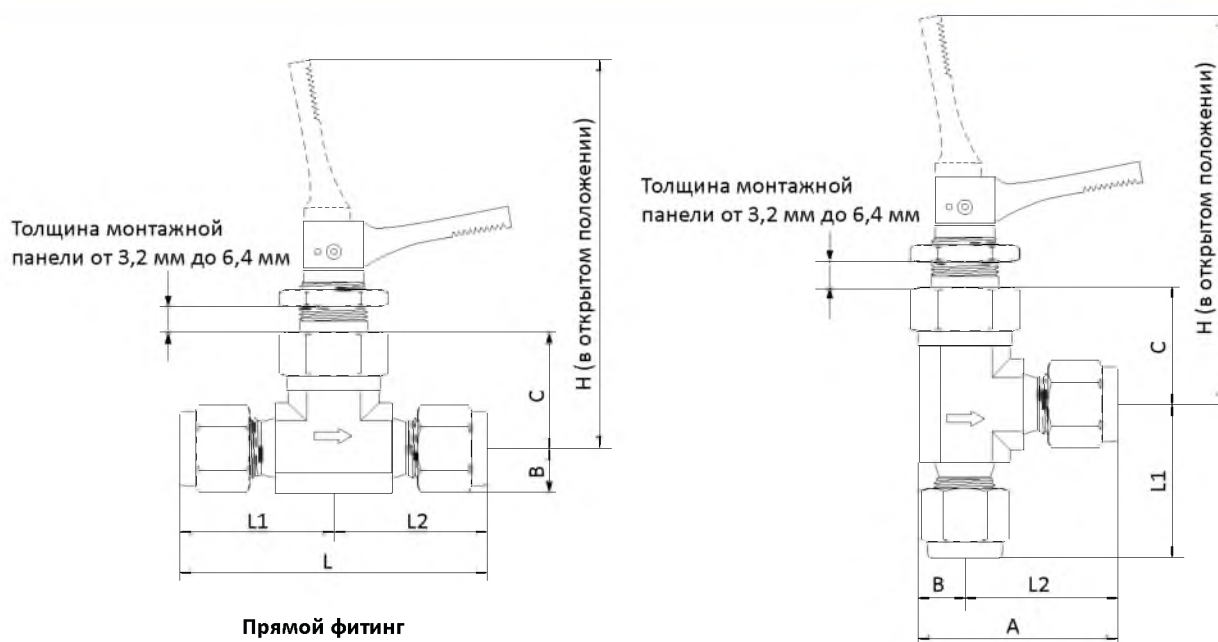 Толщина монтажной
панели от 3,2 мм до 6,4 мм
H (в открытом положении)
C
B
L1
L2
L
Прямой фитинг
Толщина монтажной
панели от 3,2 мм до 6,4 мм
H (в открытом положении)
C
L1
B
L2
A